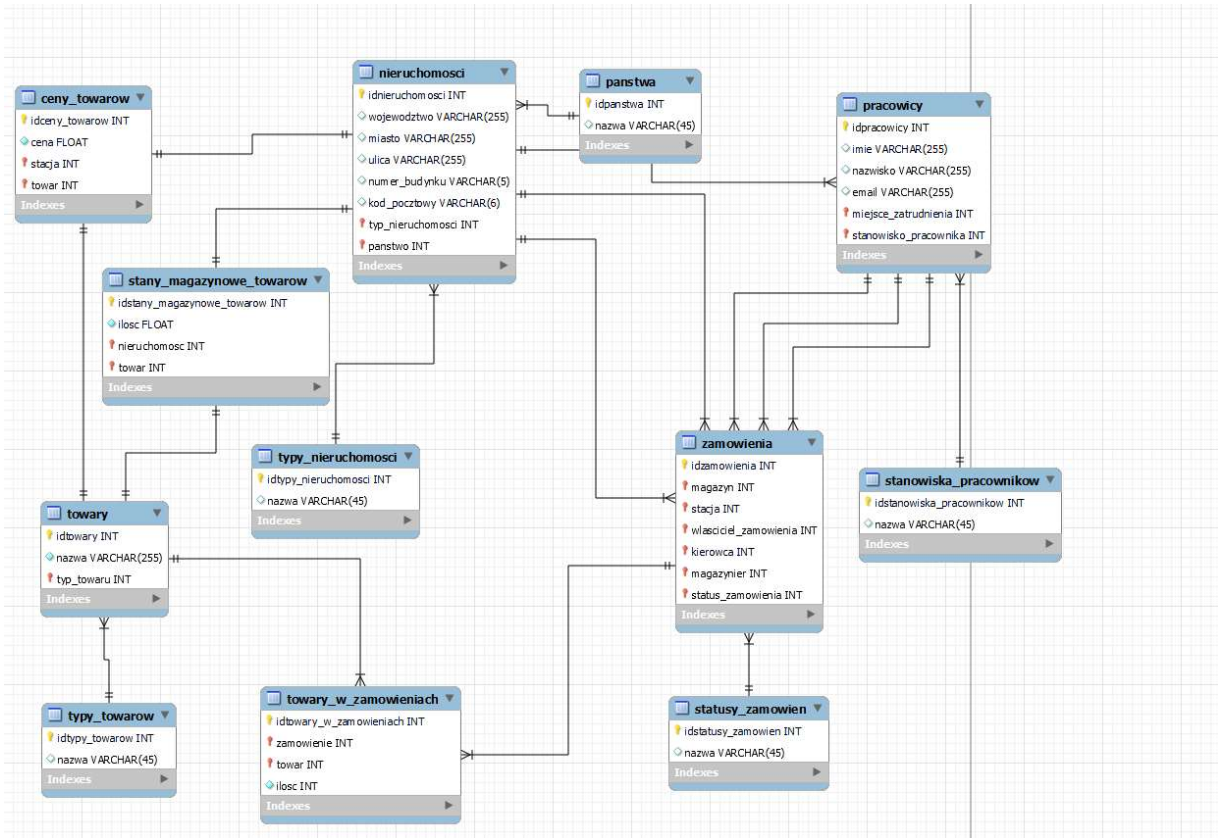 ceny_towarow
idceny_towarow INT
cena FLOAT
stacja INT
towar INT
Indexes
nieruchomosci
idnieruchomosci INT
wojewodztwo VARCHAR(255)
miasto VARCHAR(255)
ulica VARCHAR(255)
numer_budynku VARCHAR(5)
kod_pocztowy VARCHAR(6)
typ_nieruchomosci INT
panstwo INT
Indexes
panstwa
idpanstwa INT
nazwa VARCHAR(45)
Indexes
pracowicy
idpracowicy INT
imie VARCHAR(255)
nazwisko VARCHAR(255)
email VARCHAR(255)
miejsce_zatrudnienia INT
stanowisko_pracownika INT
Indexes
stany_magazynowe_towarow
idstany_magazynowe_towarow INT
ilosc FLOAT
nieruchomosc INT
towar INT
Indexes
typy_nieruchomosci
idtypy_nieruchomosci INT
nazwa VARCHAR(45)
Indexes
zamowienia
idzamowienia INT
magazyn INT
stacja INT
wlasciciel_zamowienia INT
kierowca INT
magazynier INT
status_zamowienia INT
Indexes
stanowiska_pracownikow
idstanowiska_pracownikow INT
nazwa VARCHAR(45)
Indexes
towary
idtowary INT
nazwa VARCHAR(255)
typ_towaru INT
Indexes
typy_towarow
idtypy_towarow INT
nazwa VARCHAR(45)
Indexes
towary_w_zamowieniach
idtowary_w_zamowieniach INT
zamowienie INT
towar INT
ilosc INT
Indexes
statusy_zamowien
idstatusy_zamowien INT
nazwa VARCHAR(45)
Indexes